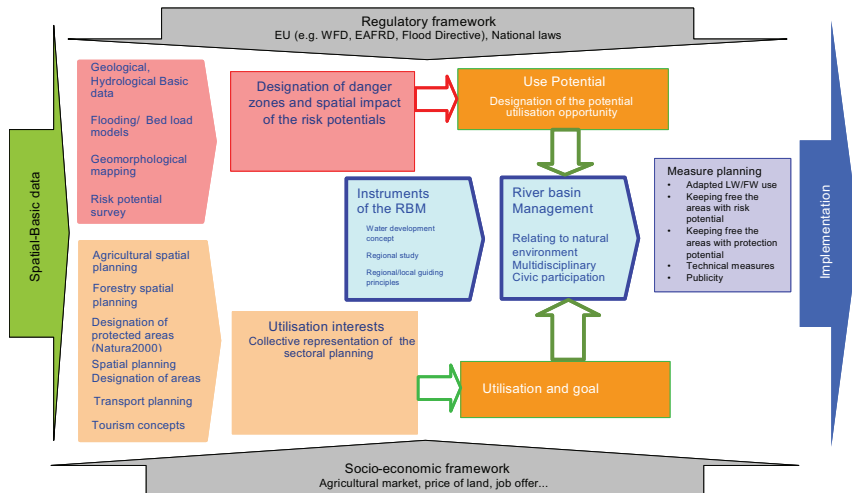 Regulatory framework
EU (e.g. WFD, EAFRD, Flood Directive), National laws
Spatial-Basic data
Geological,
Hydrological Basic
data
Flooding/ Bed load
models
Geomorphological
mapping
Risk potential
survey
Designation of danger
zones and spatial impact
of the risk potentials
Use Potential
Designation of the potential
utilisation opportunity
Instruments
of the RBM
Water development
concept
Regional study
Regional/local guiding
principles
River basin
Management
Relating to natural
environment
Multidisciplinary
Civic participation
Measure planning
• Adapted LW/FW use
• Keeping free the
areas with risk
potential
• Keeping free the
areas with protection
potential
• Technical measures
• Publicity
Implementation
Agricultural spatial
planning
Forestry spatial
planning
Designation of
protected areas
(Natura2000)
Spatial planning
Designation of areas
Transport planning
Tourism concepts
Utilisation interests
Collective representation of the
sectoral planning
Utilisation and goal
Socio-economic framework
Agricultural market, price of land, job offer...